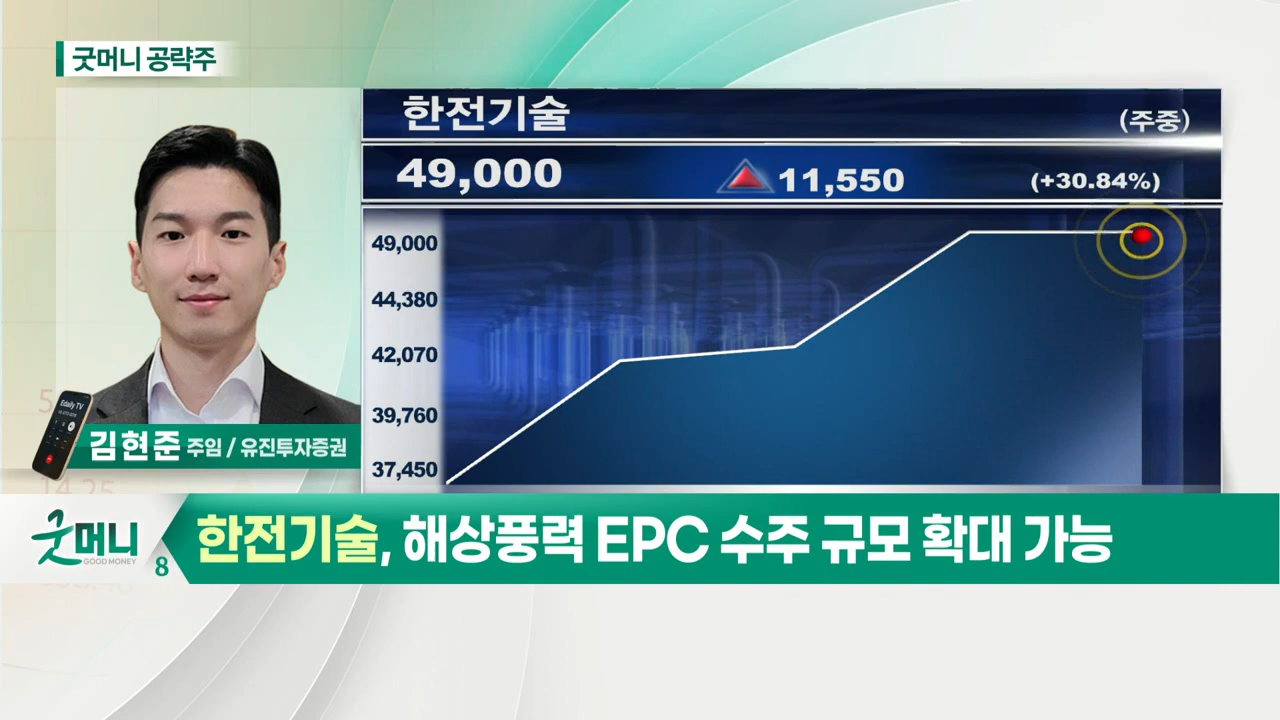 굿머니 공략주
한전기술
(주중)
49,000
11,550
(+30.84%)
49,000
44,380
42,070
39,760
37,450
Edaily TV
김현준 주임 / 유진투자증권
굿머니
GOOD MONEY
8
한전기술, 해상풍력 EPC 수주 규모 확대 가능